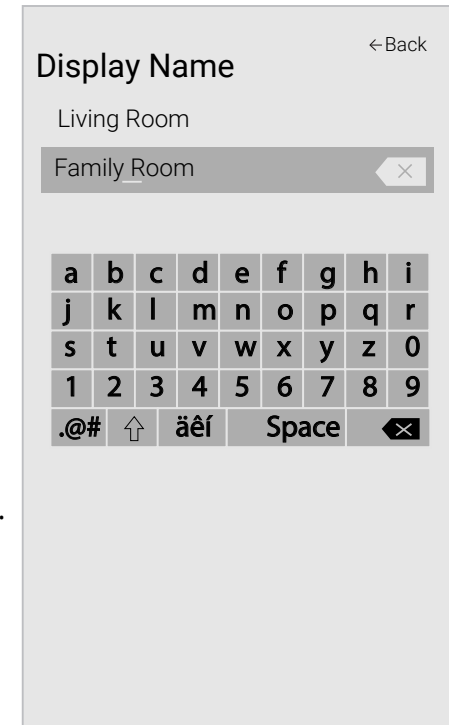 ←Back
Display Name
Living Room
Family Room
a b c d e f g h i
j k l m n o p q r
s t u v w x y z 0
1 2 3 4 5 6 7 8 9
.@# äêí Space
.